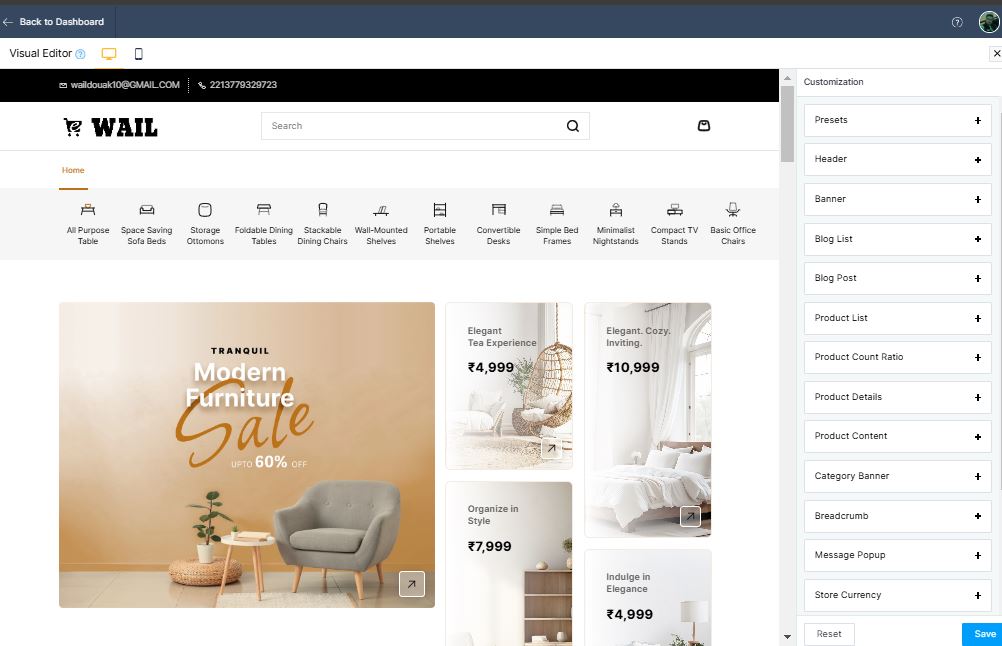 Back to Dashboard
Visual Editor
waildouak10@GMAIL.COM
2213779329723
Customization
WAIL
Search
Home
All Purpose
Table
Space Saving
Sofa Beds
Storage
Ottomons
Foldable Dining
Tables
Stackable
Dining Chairs
Wall-Mounted
Shelves
Portable
Shelves
Convertible
Desks
Simple Bed
Frames
Minimalist
Nightstands
Compact TV
Stands
Basic Office
Chairs
TRANQUIL
Modern
Furniture
Sale
UPTO 60% OFF
Elegant
Tea Experience
₹4,999
Elegant. Cozy.
Inviting.
₹10,999
Organize in
Style
₹7,999
Indulge in
Elegance
₹4,999
Presets
Header
Banner
Blog List
Blog Post
Product List
Product Count Ratio
Product Details
Product Content
Category Banner
Breadcrumb
Message Popup
Store Currency
Reset
Save